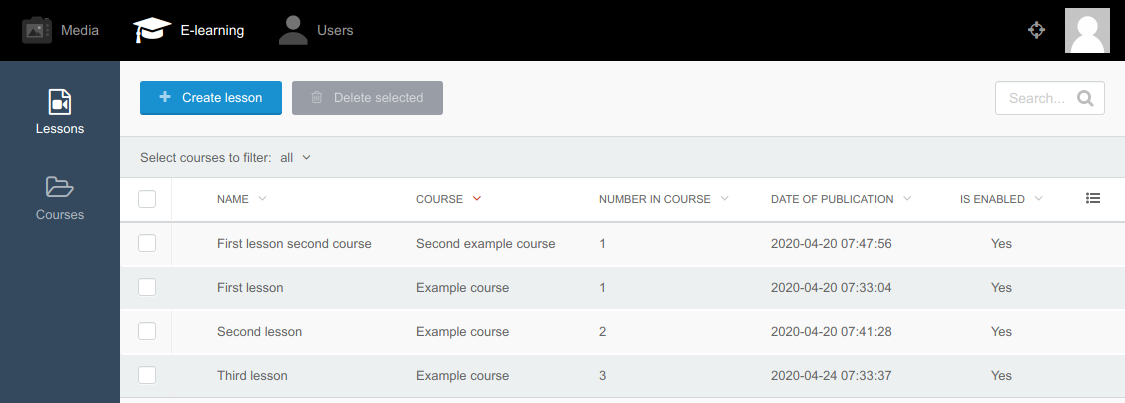 Media E-learning Users
Create lesson Delete selected Search...
Lessons
Courses
Select courses to filter: all
NAME COURSE NUMBER IN COURSE DATE OF PUBLICATION IS ENABLED
First lesson second course Second example course 1 2020-04-20 07:47:56 Yes
First lesson Example course 1 2020-04-20 07:33:04 Yes
Second lesson Example course 2 2020-04-20 07:41:28 Yes
Third lesson Example course 3 2020-04-24 07:33:37 Yes